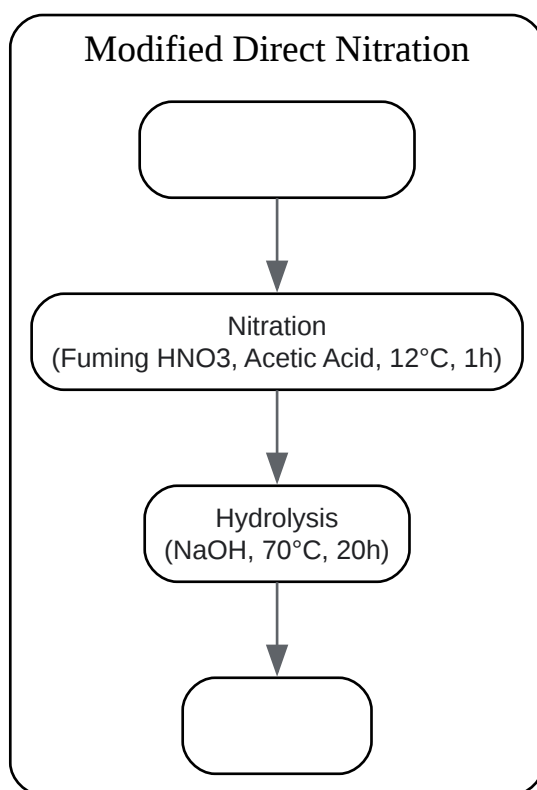 Modified Direct Nitration
Nitration
(Fuming HNO3, Acetic Acid, 12°C, 1h)
Hydrolysis
(NaOH, 70°C, 20h)